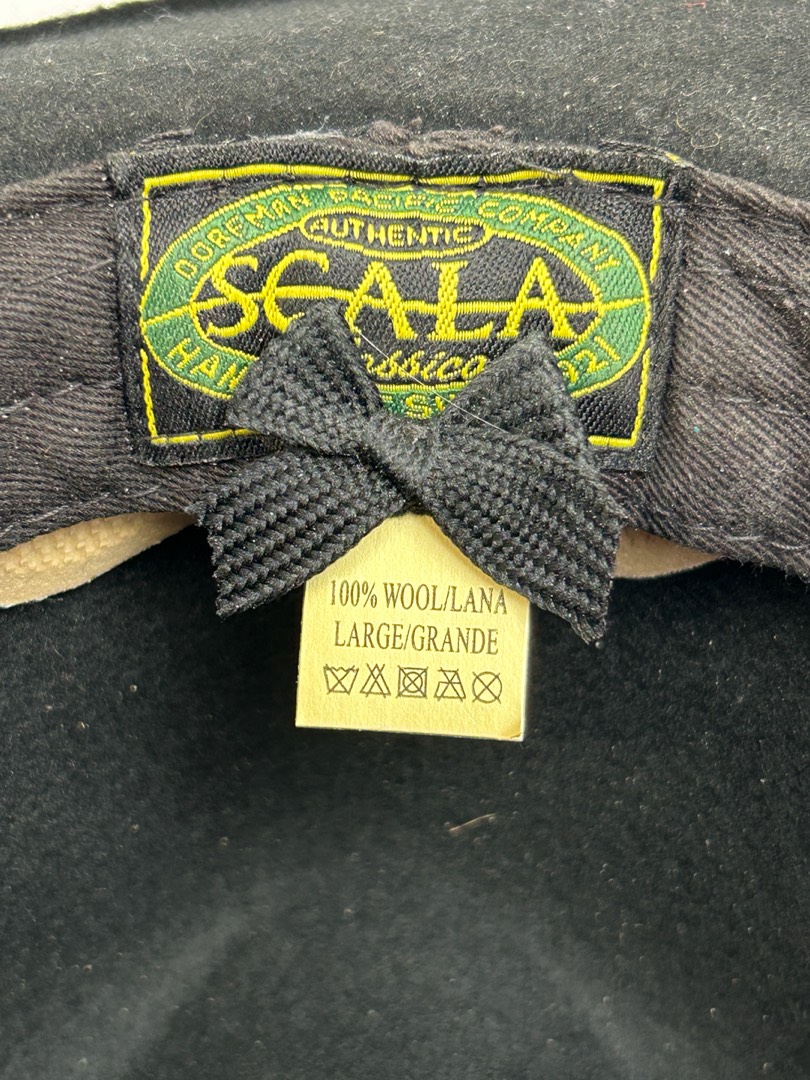 DORFMAN PACIFIC COMPANY
AUTHENTIC
SCALA
100% WOOL/LANA
LARGE/GRANDE